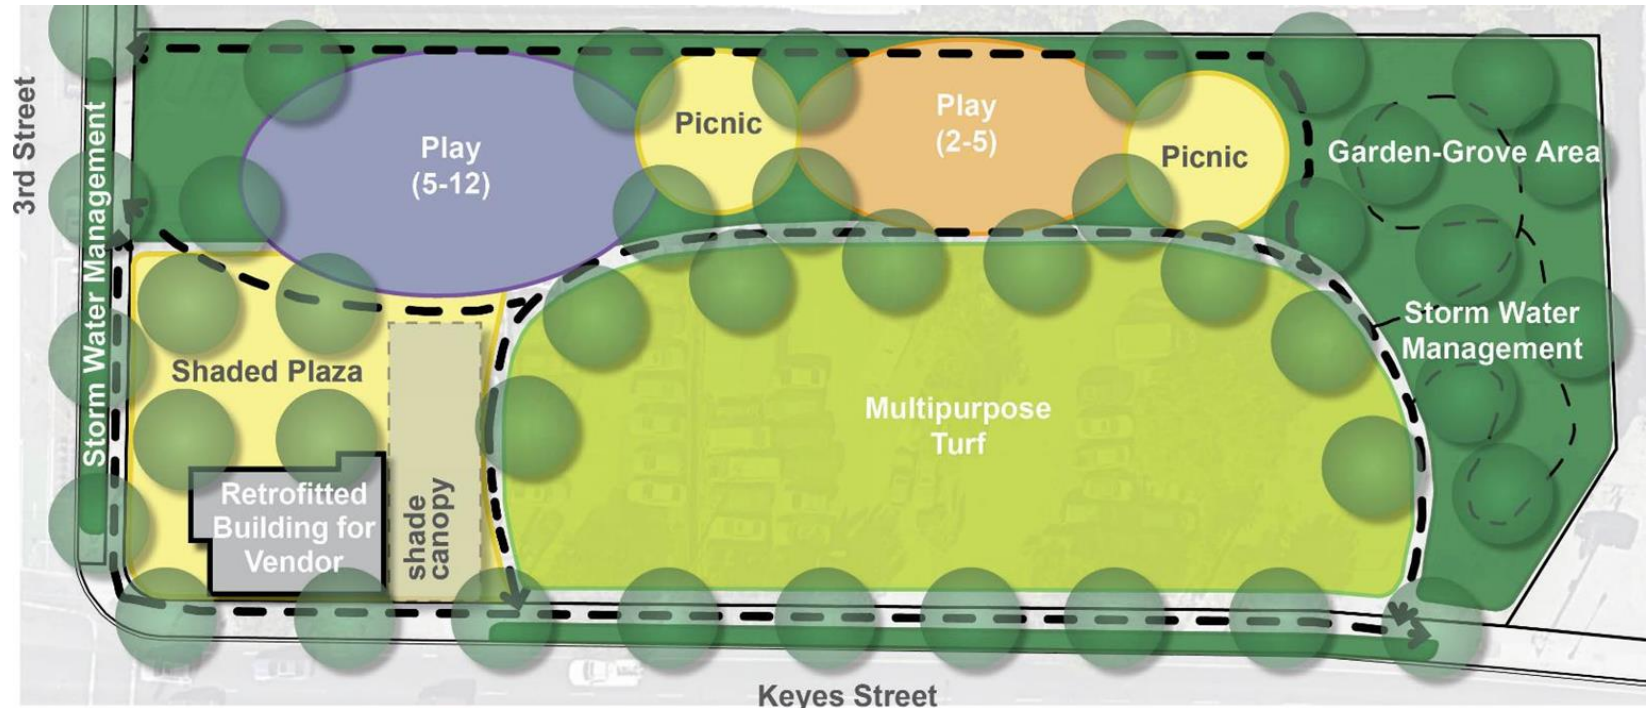 3rd Street
Storm Water Management
Play
(5-12)
Picnic
Play
(2-5)
Picnic
Garden-Grove Area
Storm Water
Management
Shaded Plaza
Multipurpose
Turf
Retrofitted
Building for
Vendor
shade
canopy
Keyes Street